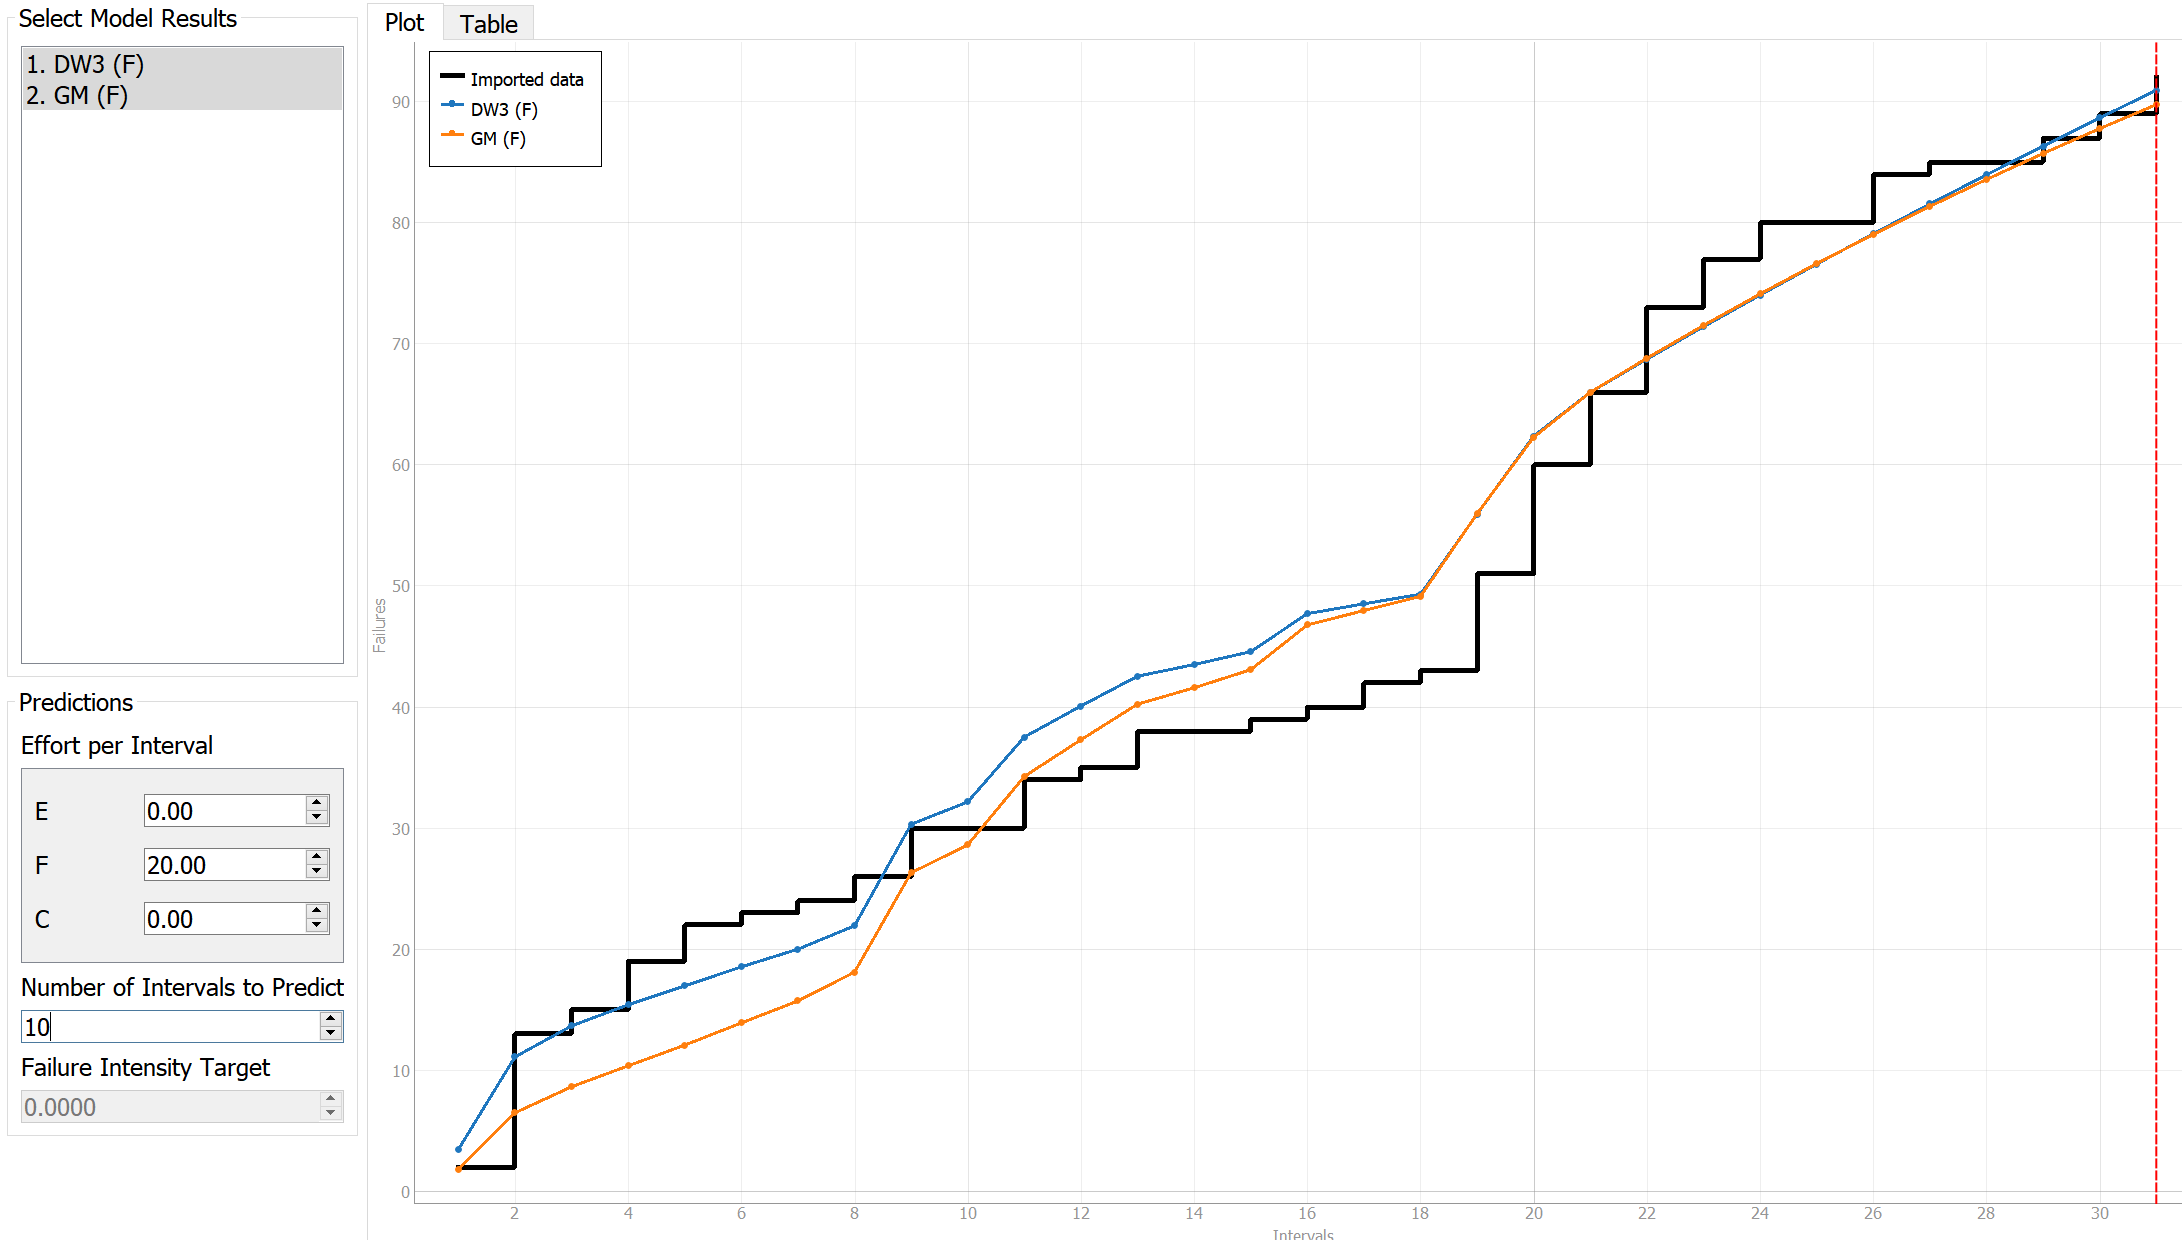 Select Model Results
1. DW3 (F)
2. GM (F)
Predictions
Effort per Interval
E 0.00
F 20.00
C 0.00
Number of Intervals to Predict
10
Failure Intensity Target
0.0000
Plot Table
Imported data
DW3 (F)
GM (F)
90
80
70
60
50
40
30
20
10
0
Failures
2 4 6 8 10 12 14 16 18 20 22 24 26 28 30
Intervals